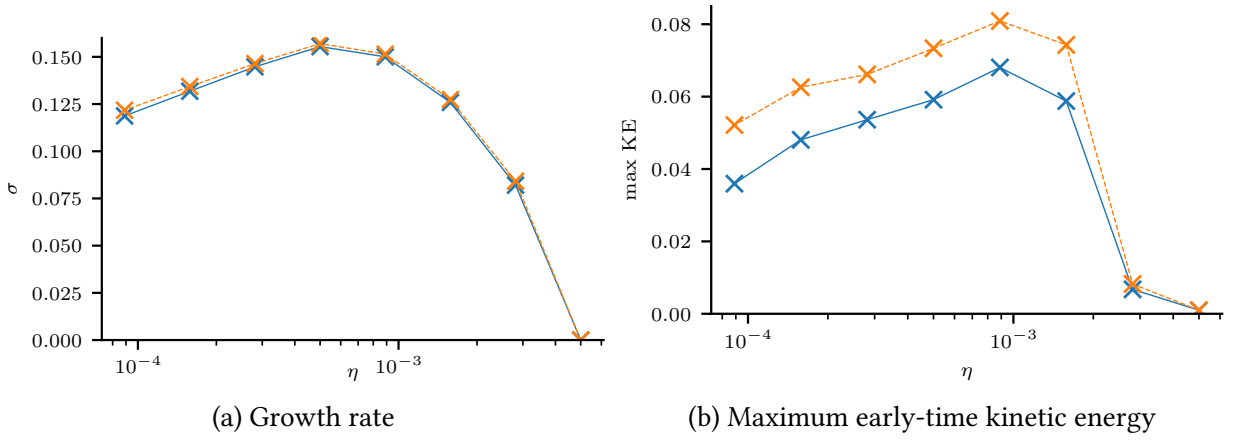 0.150
0.125
0.100
0.075
0.050
0.025
0.000
σ
10⁻⁴
10⁻³
η
(a) Growth rate
0.08
0.06
0.04
0.02
0.00
max KE
10⁻⁴
10⁻³
η
(b) Maximum early-time kinetic energy